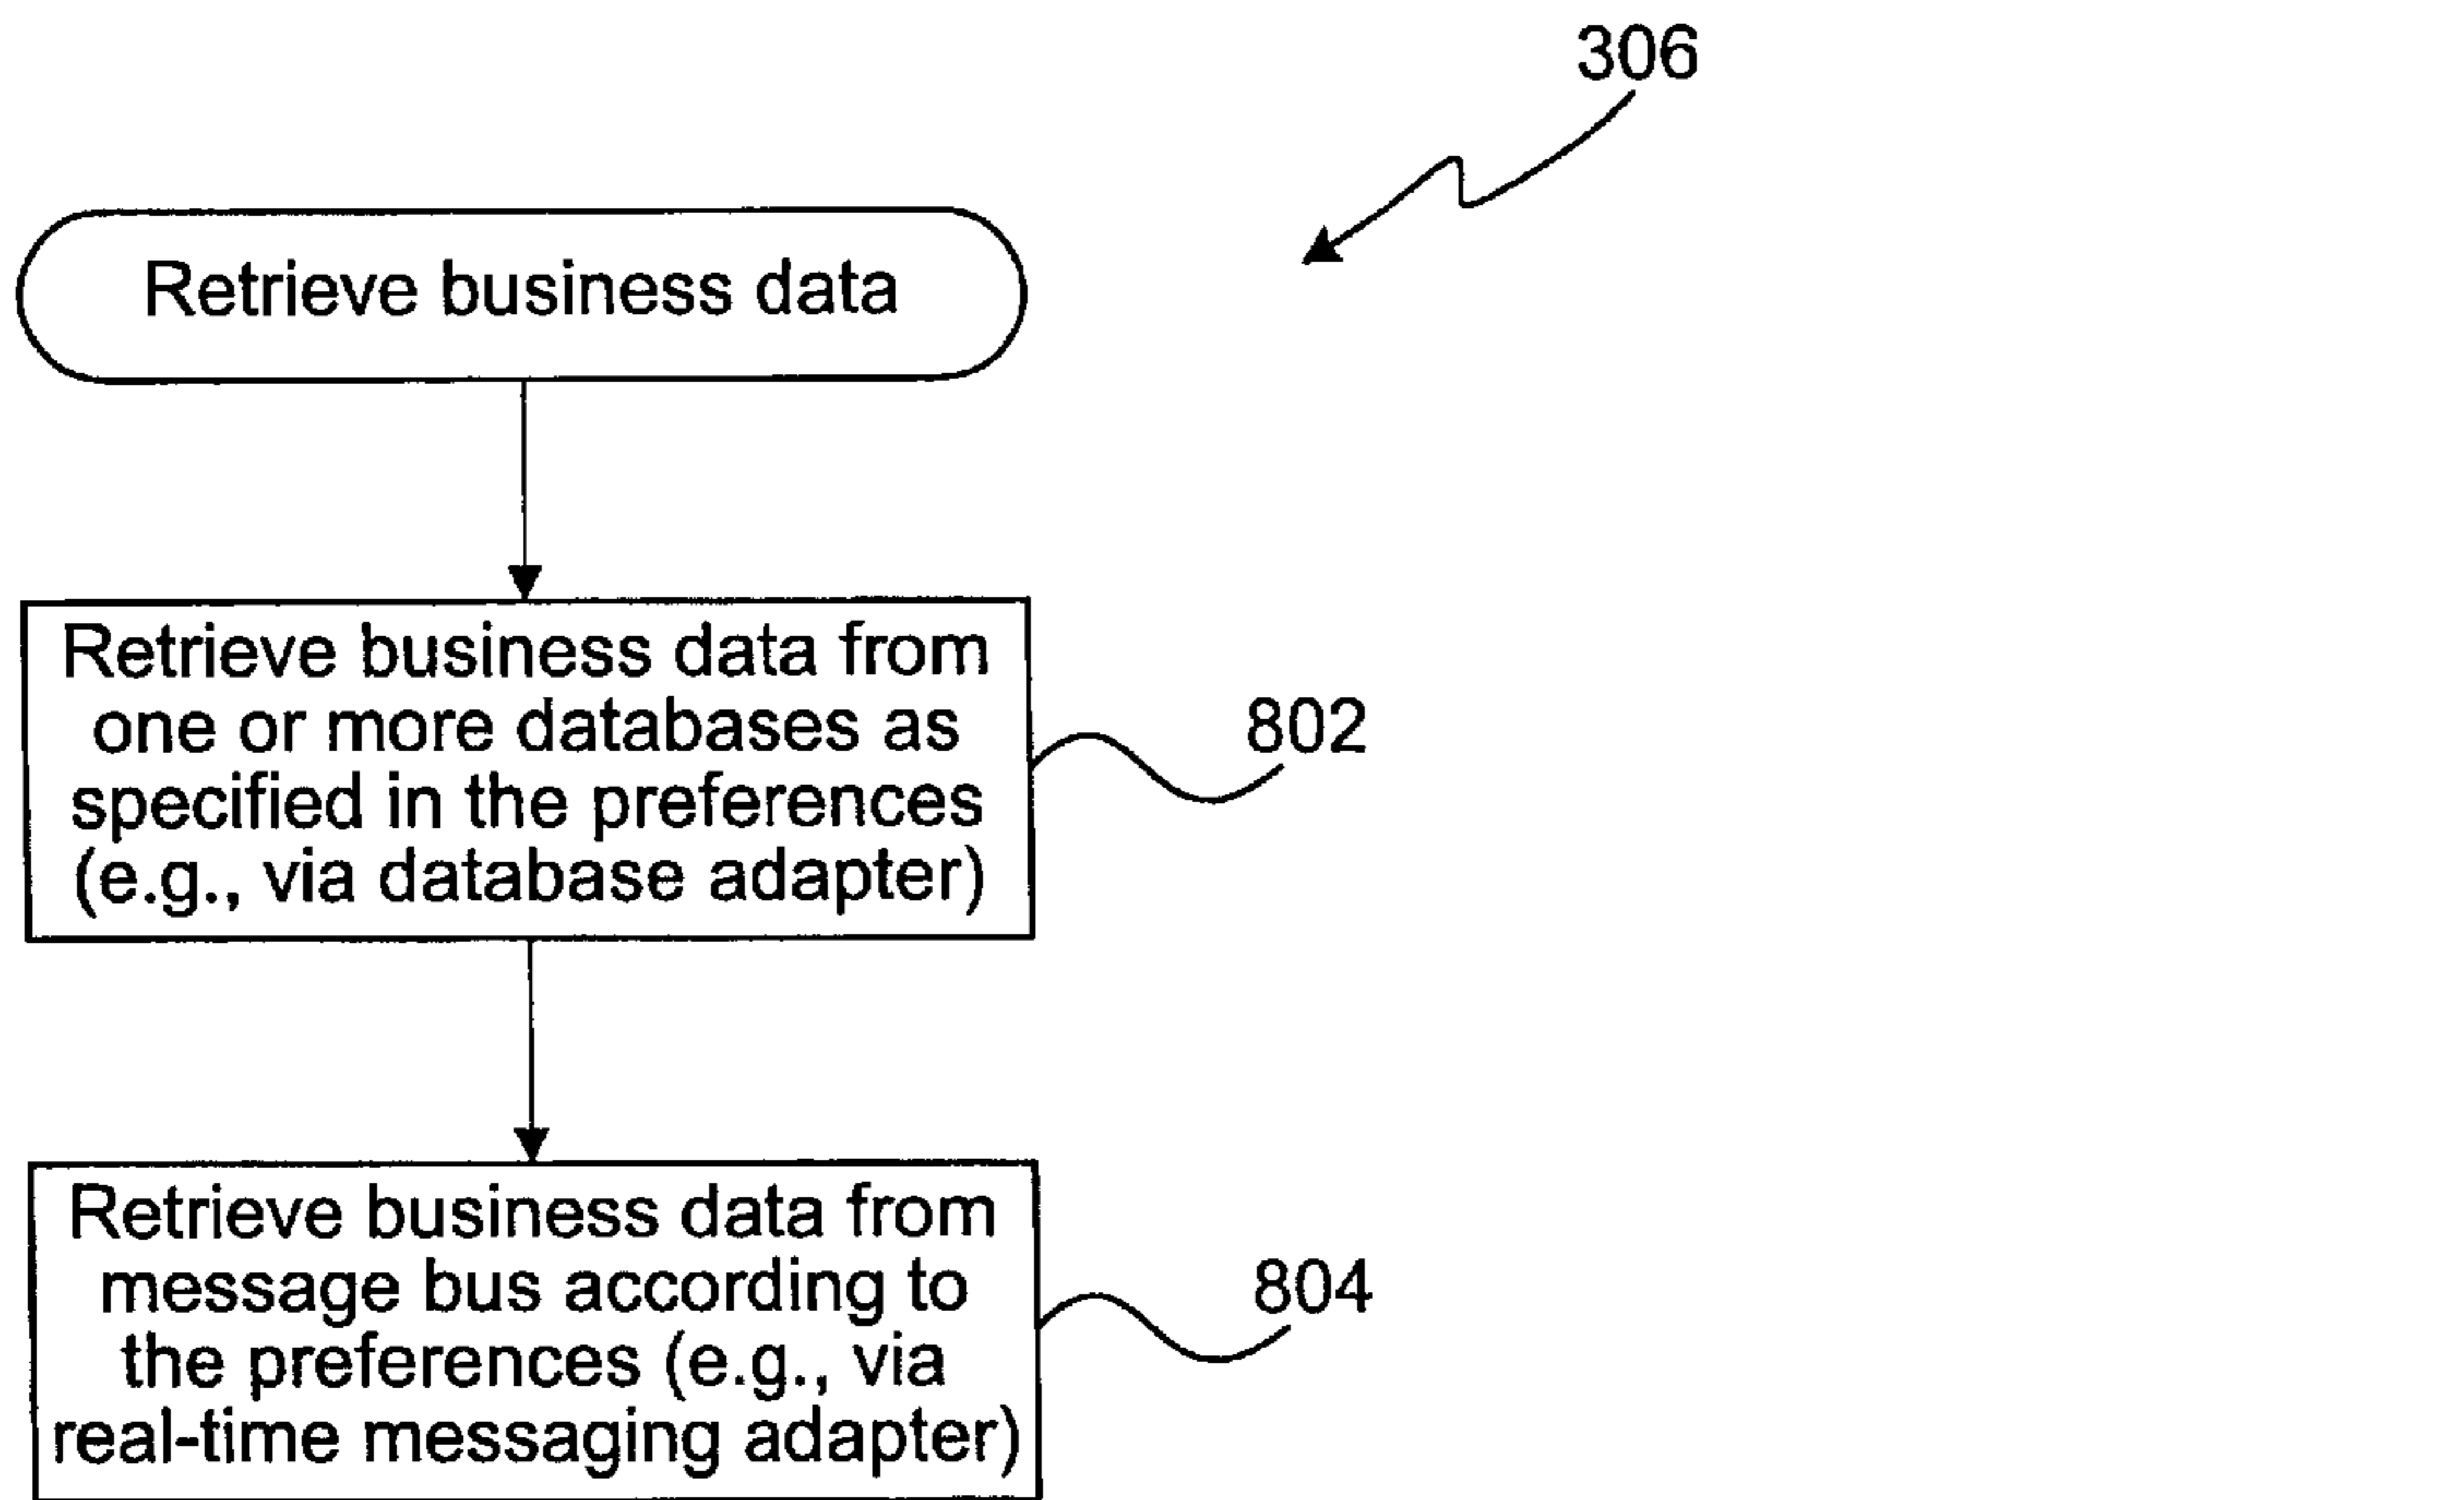 306
Retrieve business data
Retrieve business data from
one or more databases as
specified in the preferences
(e.g., via database adapter)
802
Retrieve business data from
message bus according to
the preferences (e.g., via
real-time messaging adapter)
804